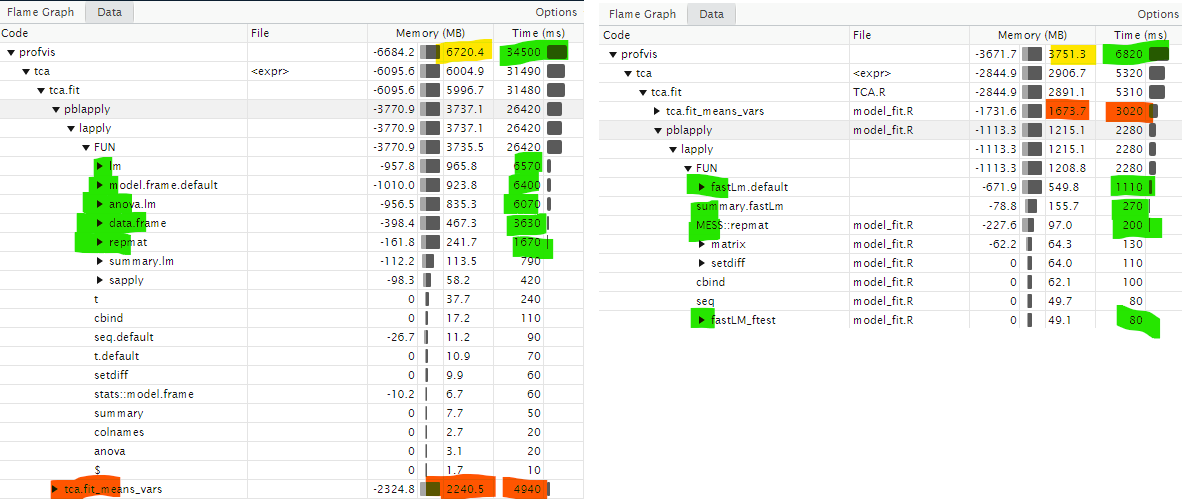 Flame Graph Data Options
Code File Memory (MB) Time (ms)
profvis -6684.2 6720.4 34500
tca <expr> -6095.6 6004.9 31490
tca.fit -6095.6 5996.7 31480
pblapply -3770.9 3737.1 26420
lapply -3770.9 3737.1 26420
FUN -3770.9 3735.5 26420
lm -957.8 965.8 6570
model.frame.default -1010.0 923.8 6400
anova.lm -956.5 835.3 6070
data.frame -398.4 467.3 3630
repmat -161.8 241.7 1670
summary.lm -112.2 113.5 790
sapply -98.3 58.2 420
t 0 37.7 240
cbind 0 17.2 110
seq.default -26.7 11.2 90
t.default 0 10.9 70
setdiff 0 9.9 60
stats::model.frame -10.2 6.7 60
summary 0 7.7 50
colnames 0 2.7 20
anova 0 3.1 20
$ 0 1.7 10
tca.fit_means_vars -2324.8 2240.5 4940
Flame Graph Data Options
Code File Memory (MB) Time (ms)
profvis -3671.7 3751.3 6820
tca <expr> -2844.9 2906.7 5320
tca.fit TCA.R -2844.9 2891.1 5310
tca.fit_means_vars model_fit.R -1731.6 1673.7 3020
pblapply model_fit.R -1113.3 1215.1 2280
lapply -1113.3 1215.1 2280
FUN -1113.3 1208.8 2280
fastLm.default -671.9 549.8 1110
summary.fastLm -78.8 155.7 270
MESS::repmat model_fit.R -227.6 97.0 200
matrix model_fit.R -62.2 64.3 130
setdiff model_fit.R 0 64.0 110
cbind model_fit.R 0 62.1 100
seq model_fit.R 0 49.7 80
fastLM_ftest model_fit.R 0 49.1 80